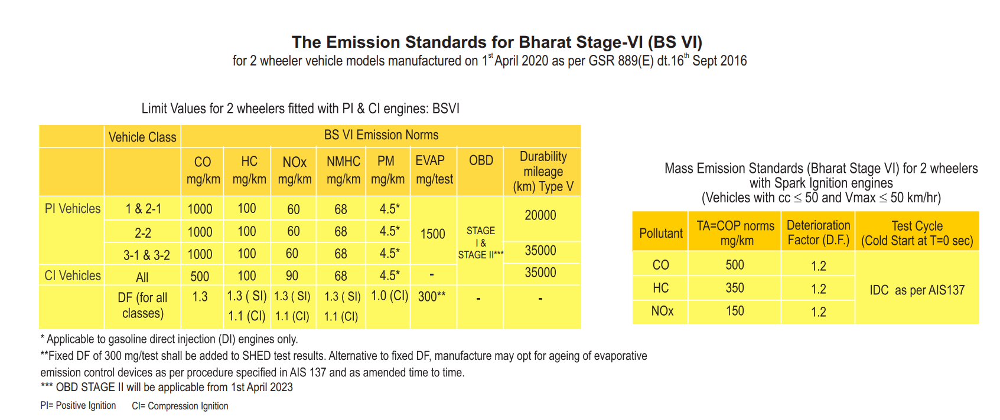 The Emission Standards for Bharat Stage-VI (BS VI)
for 2 wheeler vehicle models manufactured on 1st April 2020 as per GSR 889(E) dt.16th Sept 2016
Limit Values for 2 wheelers fitted with PI & CI engines: BSVI
Vehicle Class BS VI Emission Norms
CO mg/km HC mg/km NOx mg/km NMHC mg/km PM mg/km EVAP mg/test OBD Durability mileage (km) Type V
PI Vehicles 1 & 2-1 1000 100 60 68 4.5* 1500 STAGE I & STAGE II*** 20000
2-2 1000 100 60 68 4.5*
3-1 & 3-2 1000 100 60 68 4.5* 35000
CI Vehicles All 500 100 90 68 4.5* - 35000
DF (for all classes) 1.3 1.3 ( SI) 1.1 (CI) 1.3 ( SI) 1.1 (CI) 1.3 ( SI) 1.1 (CI) 1.0 (CI) 300** - -
* Applicable to gasoline direct injection (DI) engines only.
**Fixed DF of 300 mg/test shall be added to SHED test results. Alternative to fixed DF, manufacture may opt for ageing of evaporative
emission control devices as per procedure specified in AIS 137 and as amended time to time.
*** OBD STAGE II will be applicable from 1st April 2023
PI= Positive Ignition CI= Compression Ignition
Mass Emission Standards (Bharat Stage VI) for 2 wheelers
with Spark Ignition engines
(Vehicles with cc ≤ 50 and Vmax ≤ 50 km/hr)
Pollutant TA=COP norms mg/km Deterioration Factor (D.F.) Test Cycle (Cold Start at T=0 sec)
CO 500 1.2 IDC as per AIS137
HC 350 1.2
NOx 150 1.2